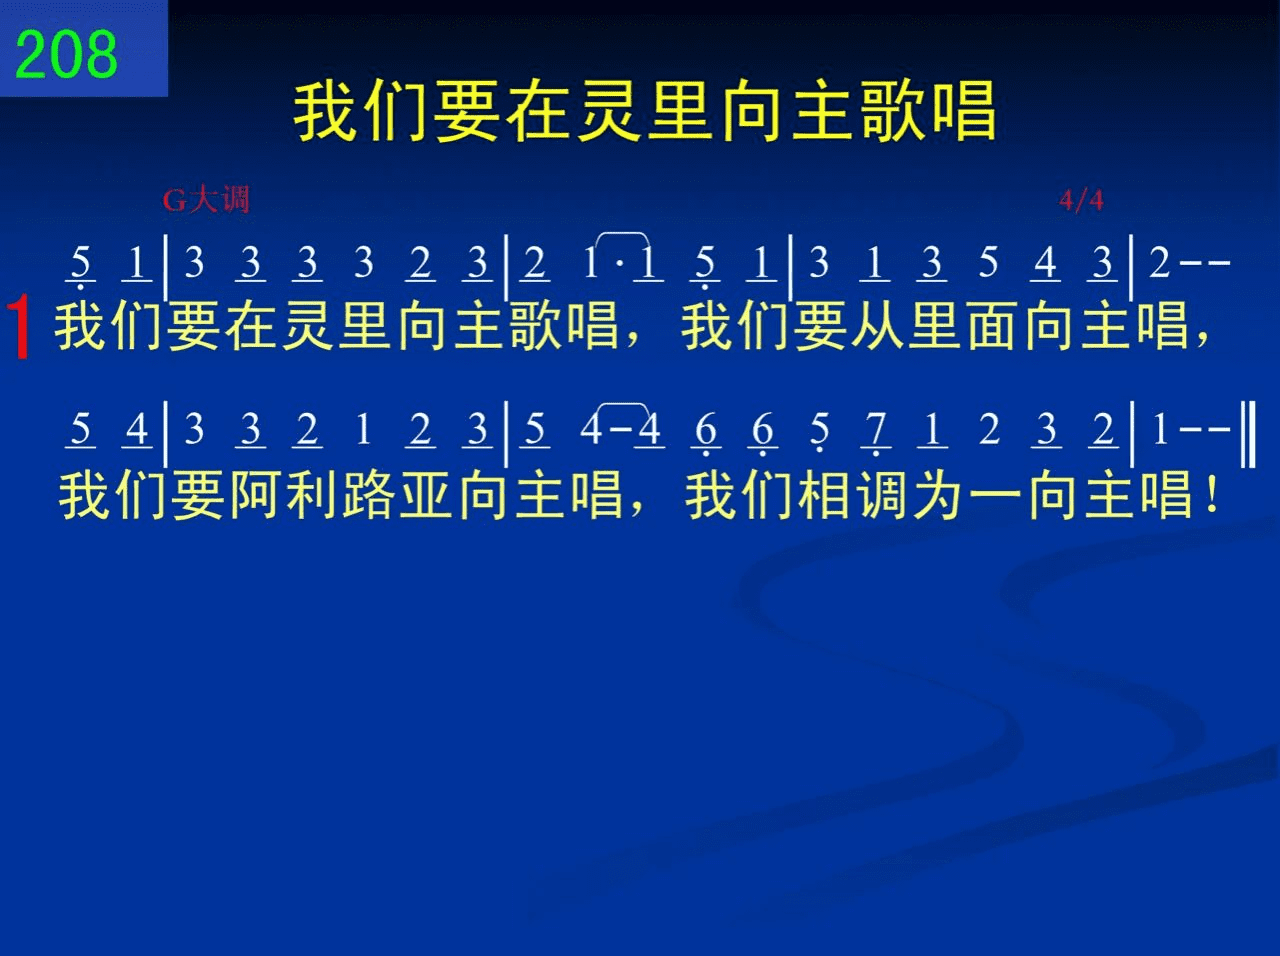 208
我们要在灵里向主歌唱
G大调 4/4
5 1|3 3 3 3 2 3|2 1·1 5 1|3 1 3 5 4 3|2--
1 我们要在灵里向主歌唱，我们要从里面向主唱，
5 4|3 3 2 1 2 3|5 4-4 6 6 5 7 1 2 3 2|1--‖
我们要阿利路亚向主唱，我们相调为一向主唱！